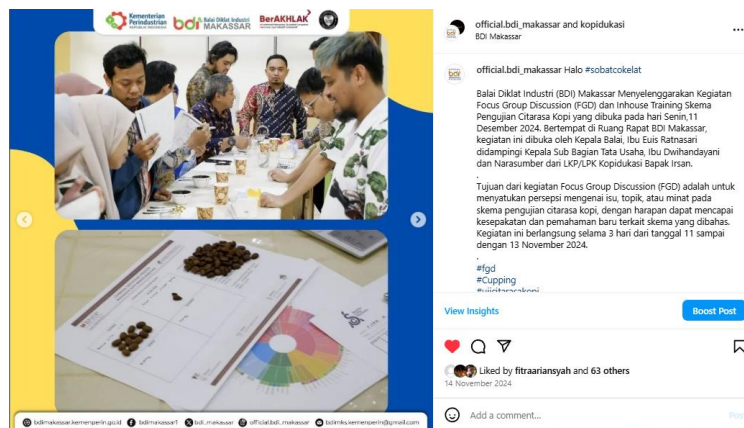 Kementerian
Perindustrian
REPUBLIK INDONESIA
bdi
Balai Diklat Industri
MAKASSAR
BerAKHLAK
official.bdi_makassar and kopidukasi
BDI Makassar
official.bdi_makassar Halo #sobatcokelat
Balai Diklat Industri (BDI) Makassar Menyelenggarakan Kegiatan
Focus Group Discussion (FGD) dan Inhouse Training Skema
Pengujian Citarasa Kopi yang dibuka pada hari Senin,11
Desember 2024. Bertempat di Ruang Rapat BDI Makassar,
kegiatan ini dibuka oleh Kepala Balai, Ibu Euis Ratnasari
didampingi Kepala Sub Bagian Tata Usaha, Ibu Dwihandayani
dan Narasumber dari LKP/LPK Kopidukasi Bapak Irsan.
.
Tujuan dari kegiatan Focus Group Discussion (FGD) adalah untuk
menyatukan persepsi mengenai isu, topik, atau minat pada
skema pengujian citarasa kopi, dengan harapan dapat mencapai
kesepakatan dan pemahaman baru terkait skema yang dibahas.
Kegiatan ini berlangsung selama 3 hari dari tanggal 11 sampai
dengan 13 November 2024.
.
#fgd
#Cupping
View Insights
Boost Post
Liked by fitraariansyah and 63 others
14 November 2024
Add a comment...
Post
bdimakassar.kemenperin.go.id
bdimakassar1
bdi_makassar
official.bdi_makassar
bdimks.kemenperin@gmail.com